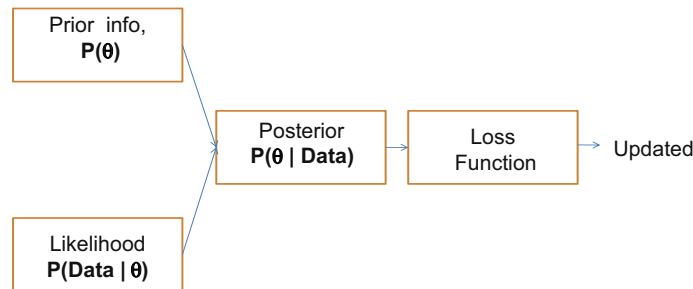 Prior info,
P(θ)
Posterior
P(θ | Data)
Loss
Function
Updated
Likelihood
P(Data | θ)